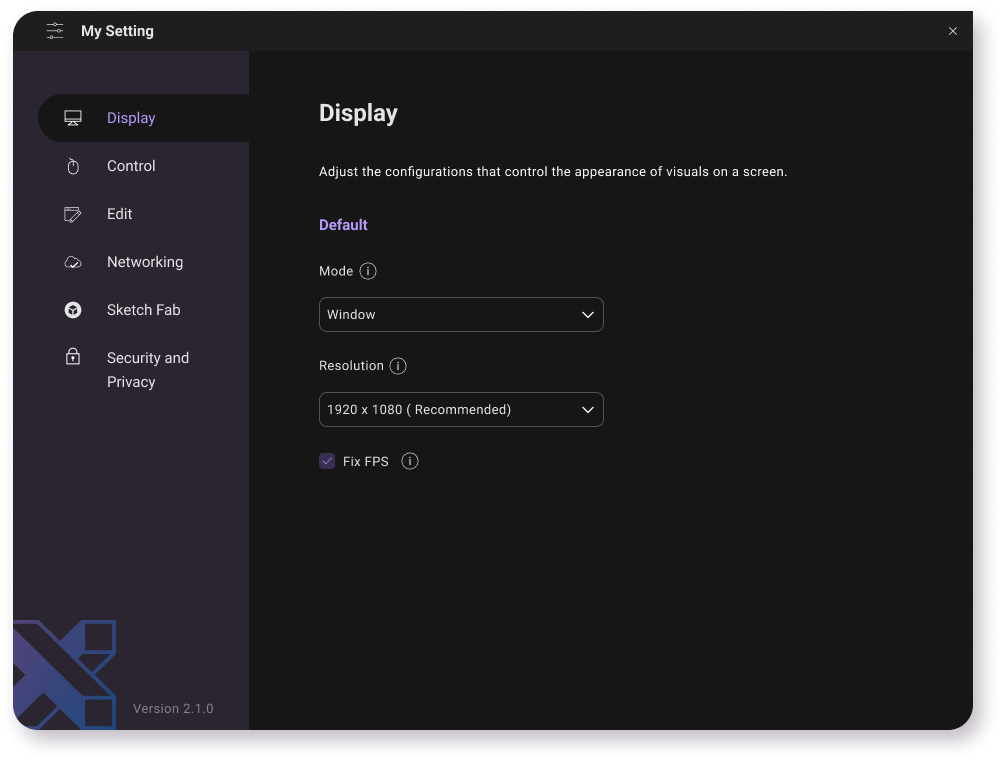 My Setting
Display
Control
Edit
Networking
Sketch Fab
Security and
Privacy
Version 2.1.0
Display
Adjust the configurations that control the appearance of visuals on a screen.
Default
Mode
Window
Resolution
1920 x 1080 ( Recommended)
Fix FPS